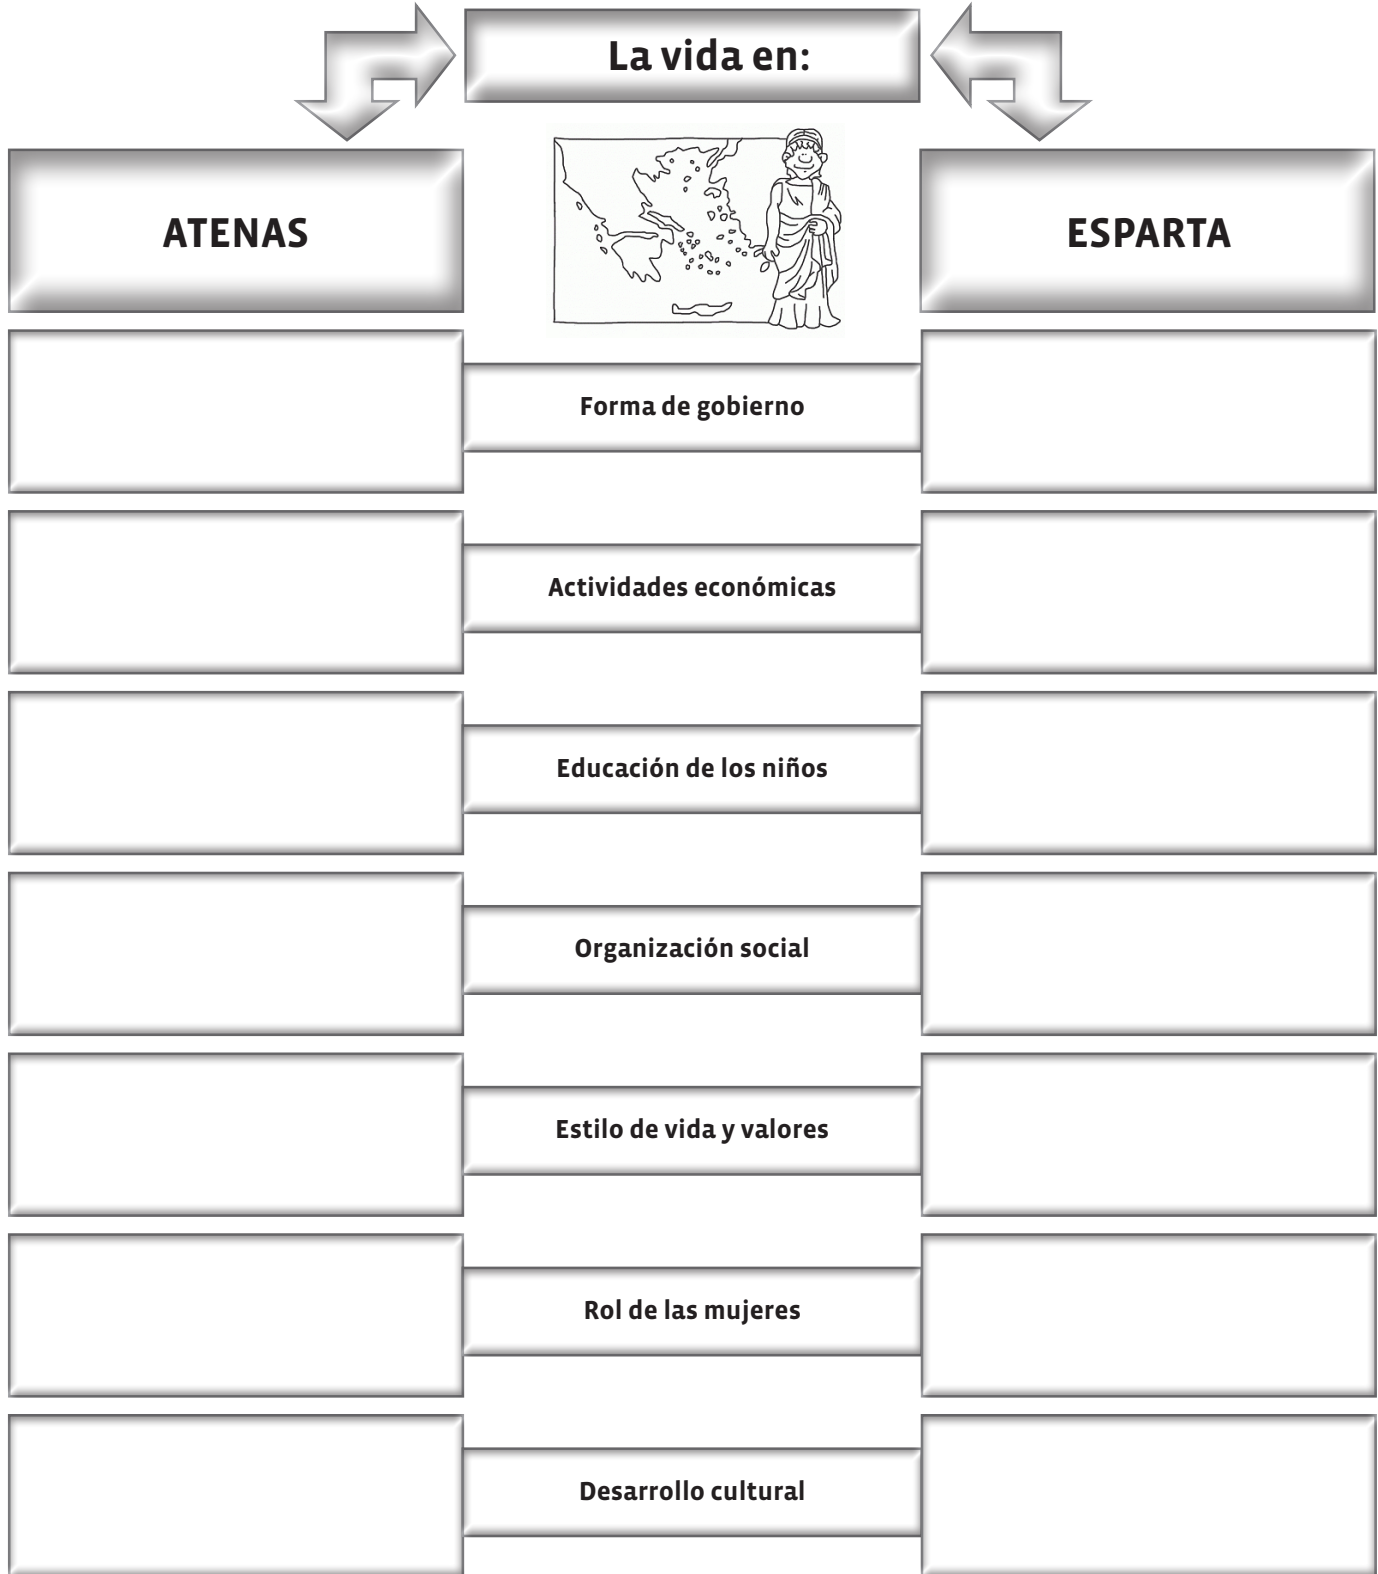 La vida en:
ATENAS
ESPARTA
Forma de gobierno
Actividades económicas
Educación de los niños
Organización social
Estilo de vida y valores
Rol de las mujeres
Desarrollo cultural